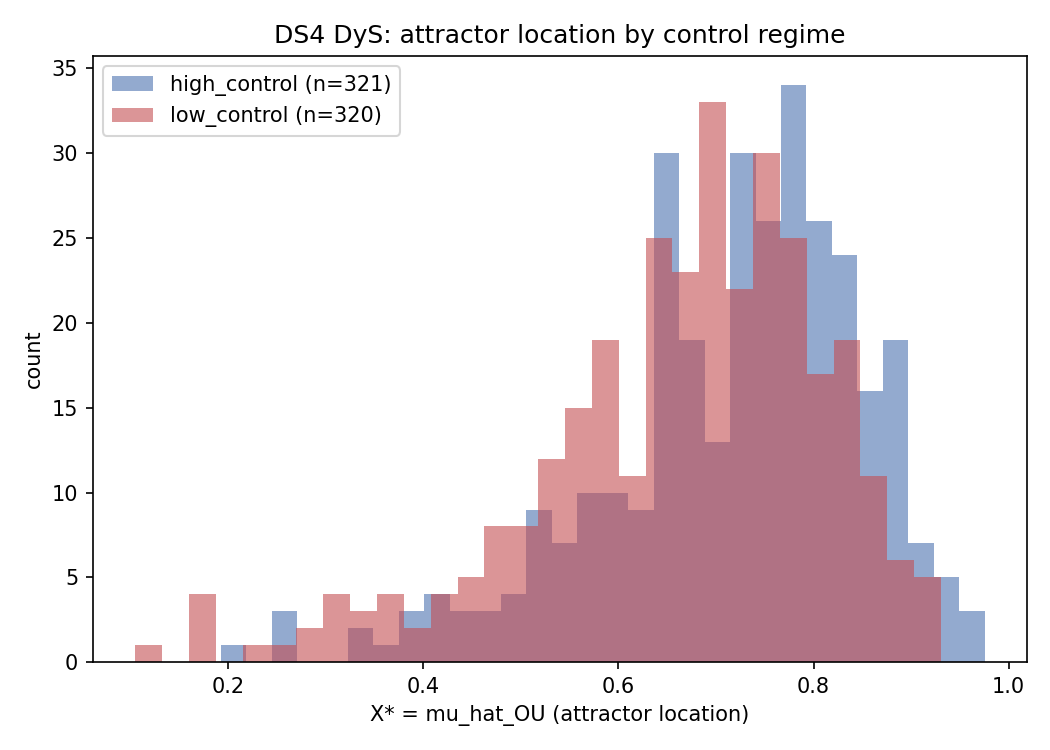 DS4 DyS: attractor location by control regime
high_control (n=321)
low_control (n=320)
35
30
25
20
15
10
5
0
count
0.2 0.4 0.6 0.8 1.0
X* = mu_hat_OU (attractor location)